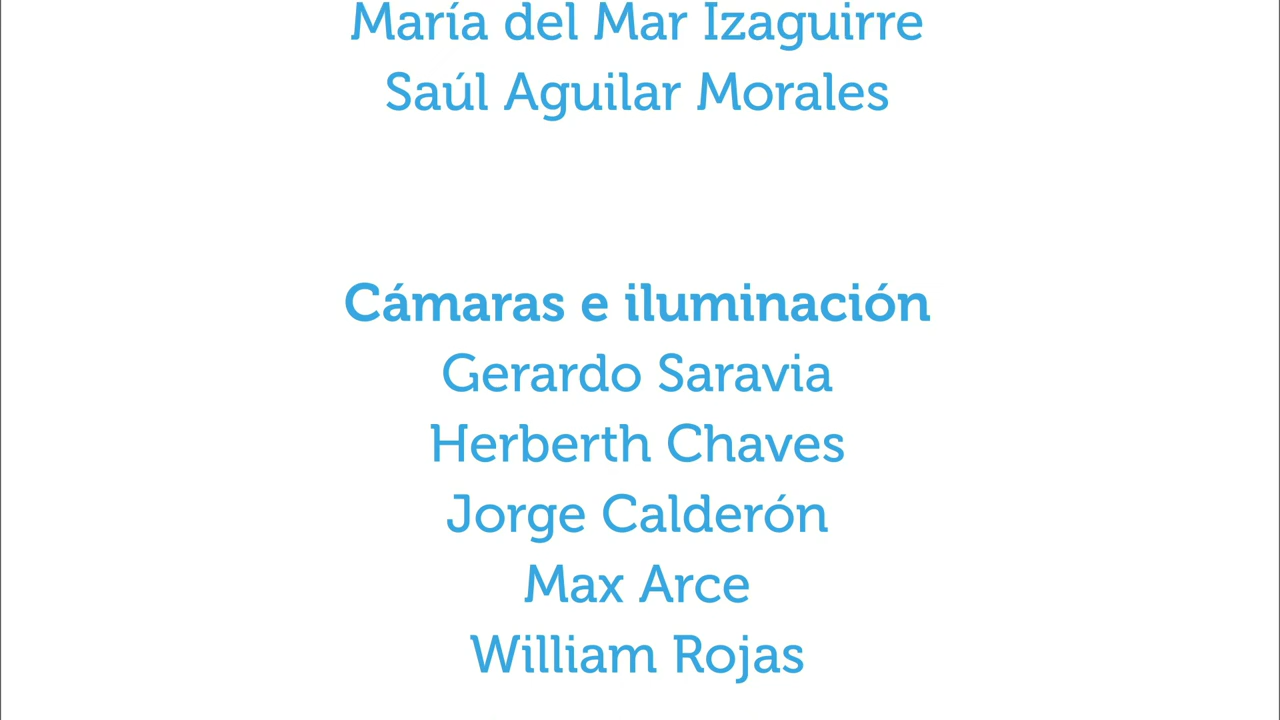 María del Mar Izaguirre
Saúl Aguilar Morales
Cámaras e iluminación
Gerardo Saravia
Herberth Chaves
Jorge Calderón
Max Arce
William Rojas